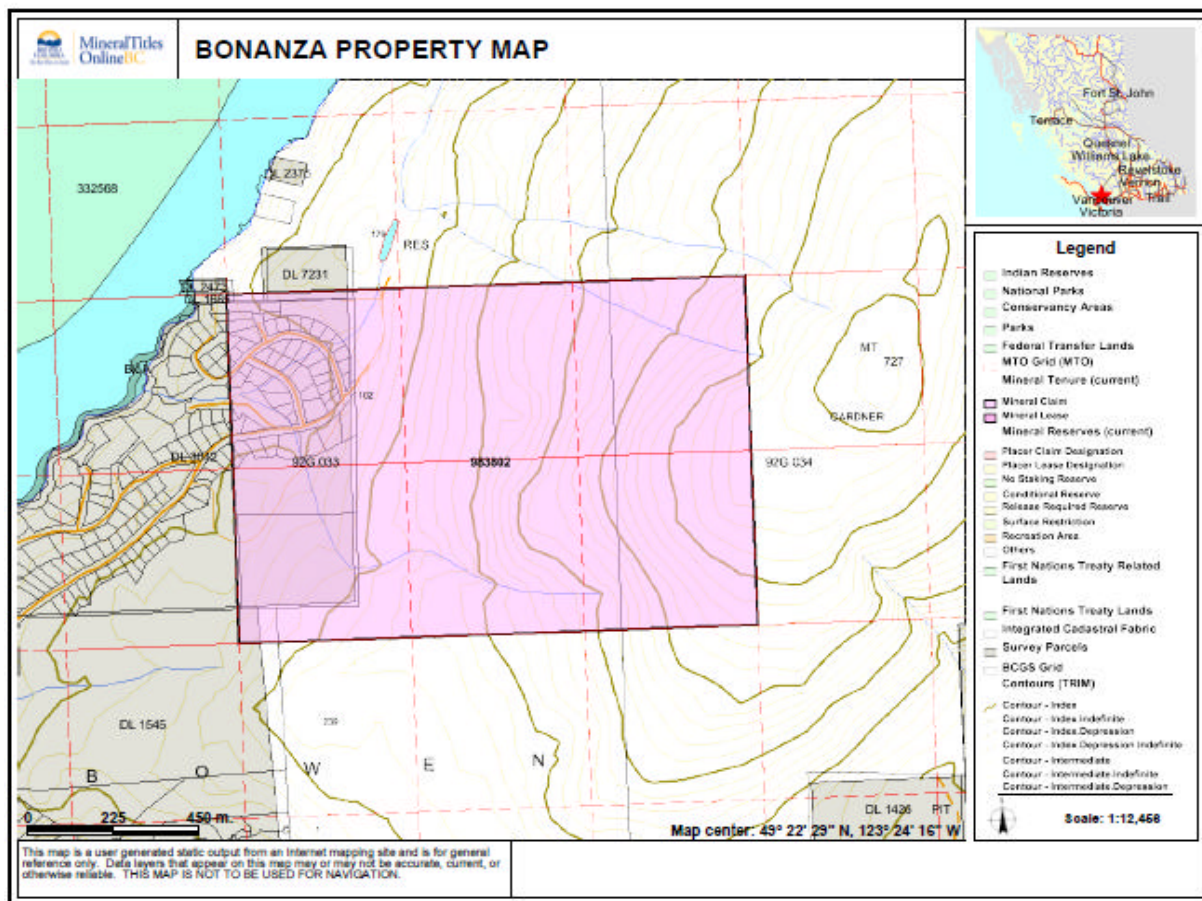 MineralTitles
OnlineBC
BONANZA PROPERTY MAP
Fort St. John
Terrace
Quesnel
Williams Lake
Revelstoke
Vernon
Vancouver
Trail
Victoria
332568
DL 2375
179
RES
DL 7231
DL 2472
MT
727
GARDNER
102
DL 3042
92G.033
983802
92G.034
DL 1545
239
B O W E N
DL 1426
PIT
0 225 450 m.
Map center: 49° 22' 29" N, 123° 24' 16" W
Legend
Indian Reserves
National Parks
Conservancy Areas
Parks
Federal Transfer Lands
MTO Grid (MTO)
Mineral Tenure (current)
Mineral Claim
Mineral Lease
Mineral Reserves (current)
Placer Claim Designation
Placer Lease Designation
No Staking Reserve
Conditional Reserve
Release Required Reserve
Surface Restriction
Recreation Area
Others
First Nations Treaty Related
Lands
First Nations Treaty Lands
Integrated Cadastral Fabric
Survey Parcels
BCGS Grid
Contours (TRIM)
Contour - Index
Contour - Index.Indefinite
Contour - Index.Depression
Contour - Index.Depression Indefinite
Contour - Intermediate
Contour - Intermediate.Indefinite
Contour - Intermediate.Depression
Scale: 1:12,456
This map is a user generated static output from an Internet mapping site and is for general
reference only. Data layers that appear on this map may or may not be accurate, current, or
otherwise reliable. THIS MAP IS NOT TO BE USED FOR NAVIGATION.